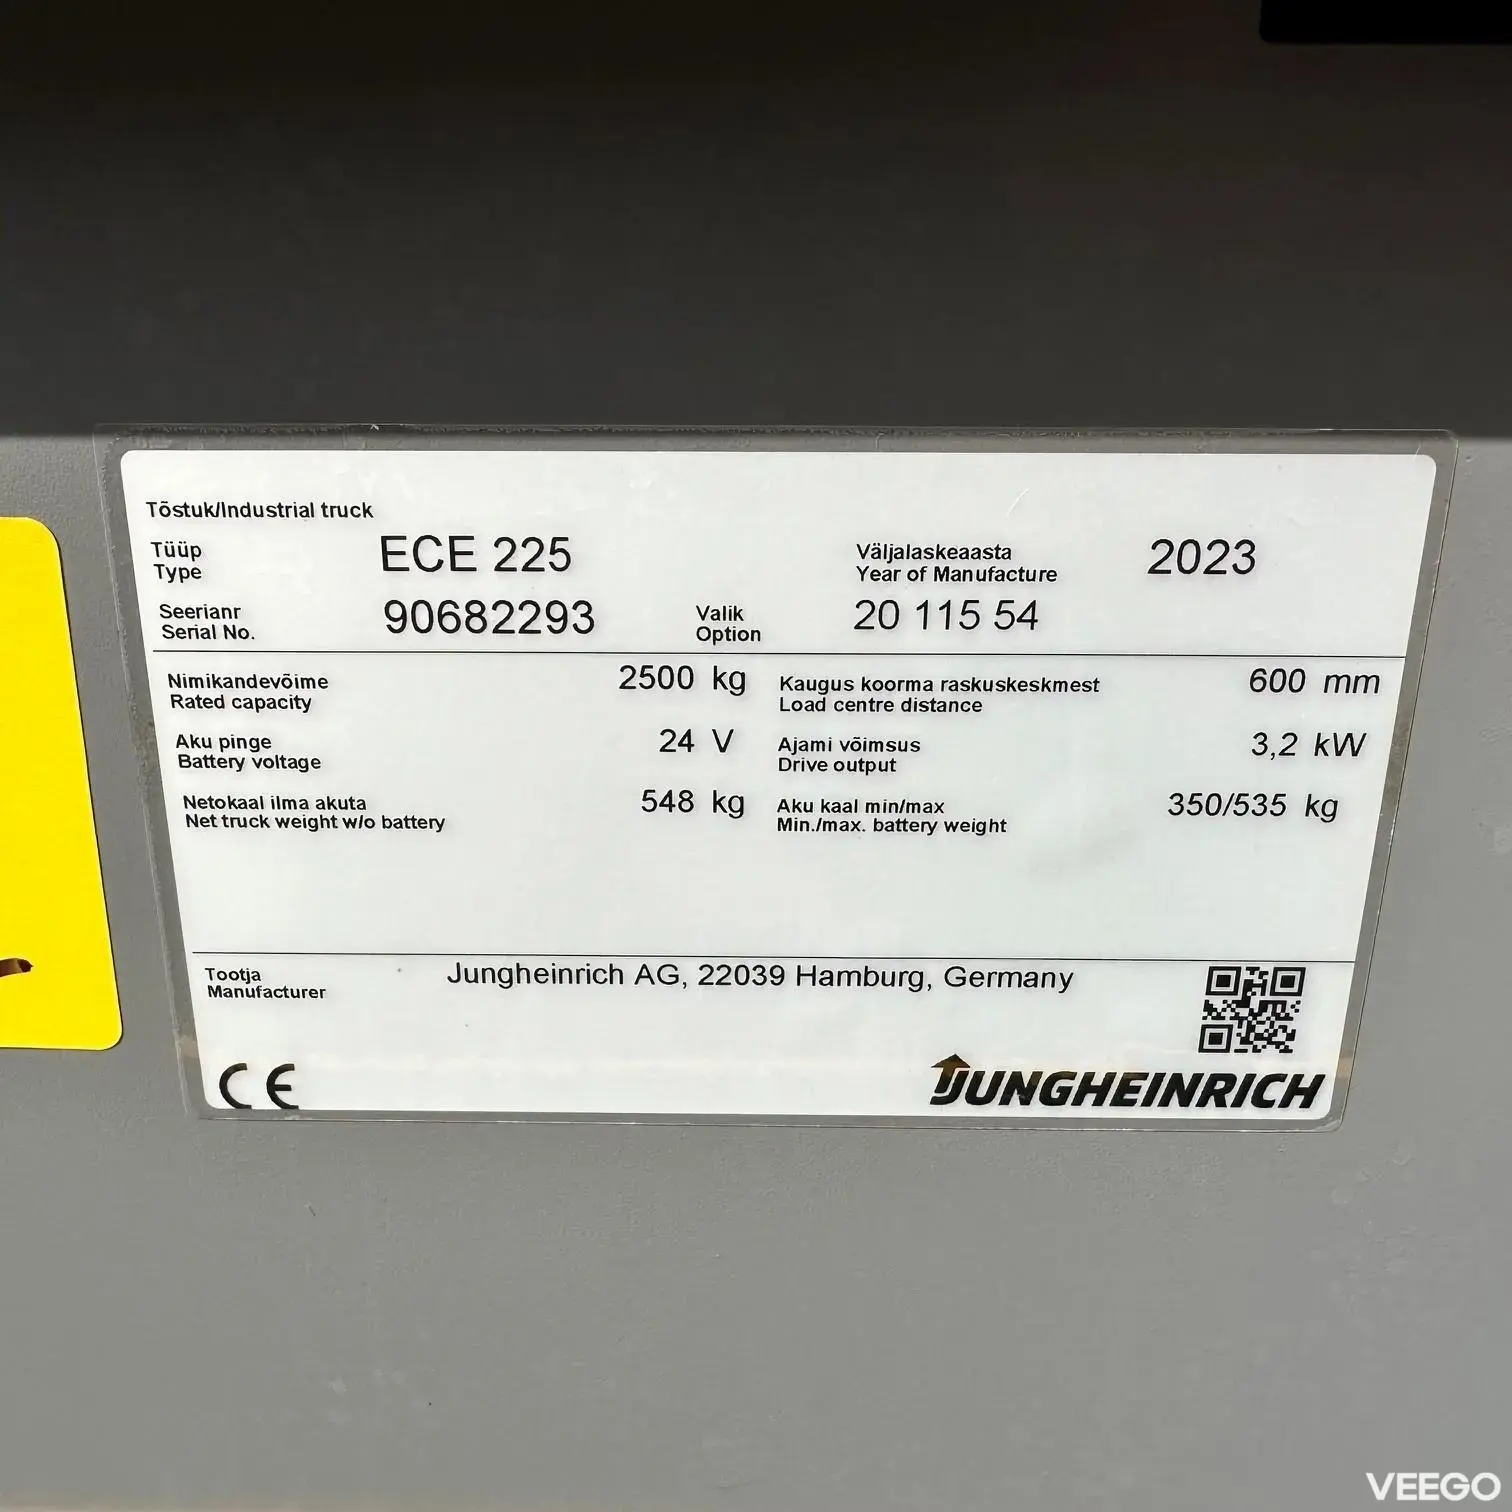 Tõstuk/Industrial truck
Tüüp ECE 225 Väljalaskeaasta 2023
Type Year of Manufacture
Seerianr 90682293 Valik 20 115 54
Serial No. Option
Nimikandevõime 2500 kg Kaugus koorma raskuskeskmest 600 mm
Rated capacity Load centre distance
Aku pinge 24 V Ajami võimsus 3,2 kW
Battery voltage Drive output
Netokaal ilma akuta 548 kg Aku kaal min/max 350/535 kg
Net truck weight w/o battery Min./max. battery weight
Tootja Jungheinrich AG, 22039 Hamburg, Germany
Manufacturer
CE JUNGHEINRICH
VEEGO